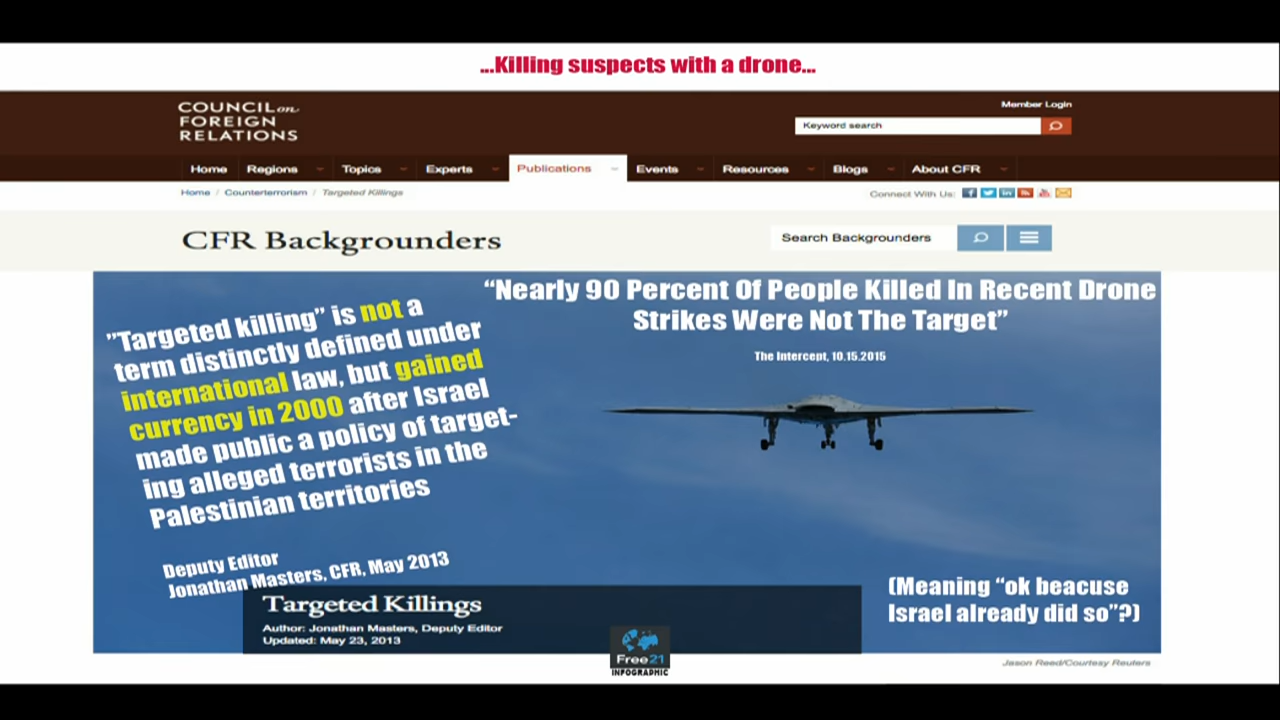 ...Killing suspects with a drone...
COUNCIL on
FOREIGN
RELATIONS
Member Login
Keyword search
Home Regions Topics Experts Publications Events Resources Blogs About CFR
Home / Counterterrorism / Targeted Killings
Connect With Us:
CFR Backgrounders
Search Backgrounders
"Nearly 90 Percent Of People Killed In Recent Drone
Strikes Were Not The Target"
The Intercept, 10.15.2015
"Targeted killing" is not a
term distinctly defined under
international law, but gained
currency in 2000 after Israel
made public a policy of target-
ing alleged terrorists in the
Palestinian territories
Deputy Editor
Jonathan Masters, CFR, May 2013
(Meaning "ok beacuse
Israel already did so"?)
Targeted Killings
Author: Jonathan Masters, Deputy Editor
Updated: May 23, 2013
Free21
INFOGRAPHIC
Jason Reed/Courtesy Reuters